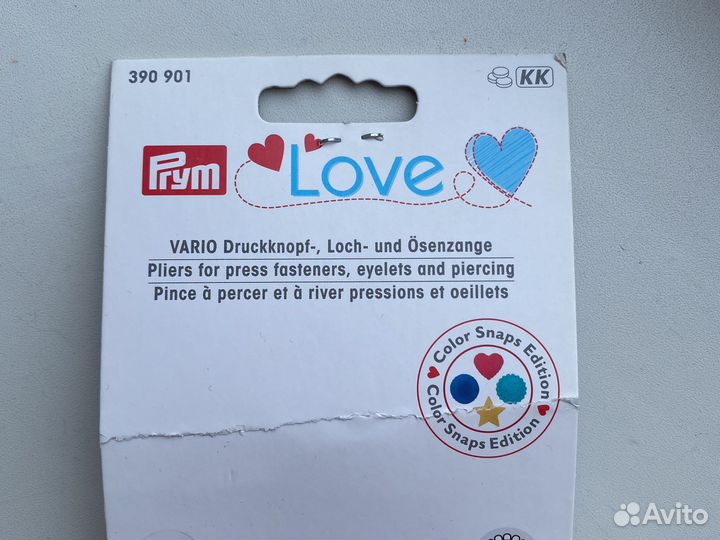 390 901
KK
Prym
Love
VARIO Druckknopf-, Loch- und Ösenzange
Pliers for press fasteners, eyelets and piercing
Pince à percer et à river pressions et oeillets
Color Snaps Edition
Color Snaps Edition
Avito